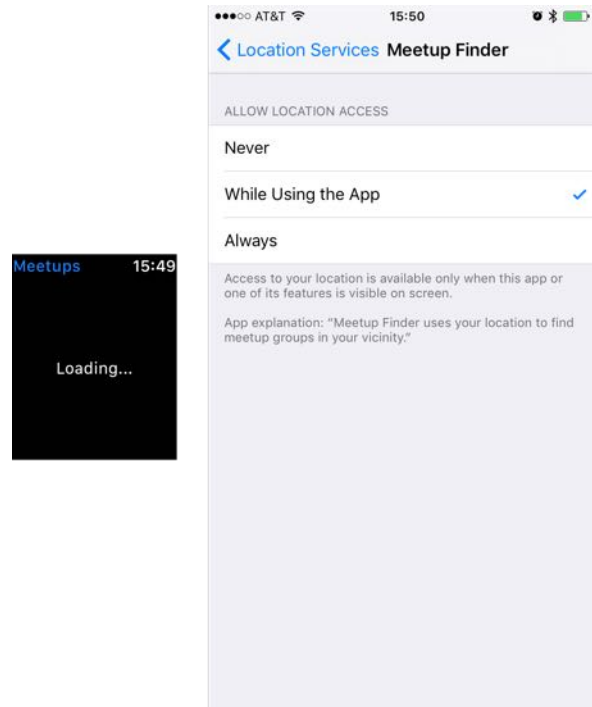 Meetups 15:49
Loading...
●●●○○ AT&T 15:50
Location Services Meetup Finder
ALLOW LOCATION ACCESS
Never
While Using the App
Always
Access to your location is available only when this app or
one of its features is visible on screen.
App explanation: “Meetup Finder uses your location to find
meetup groups in your vicinity.”